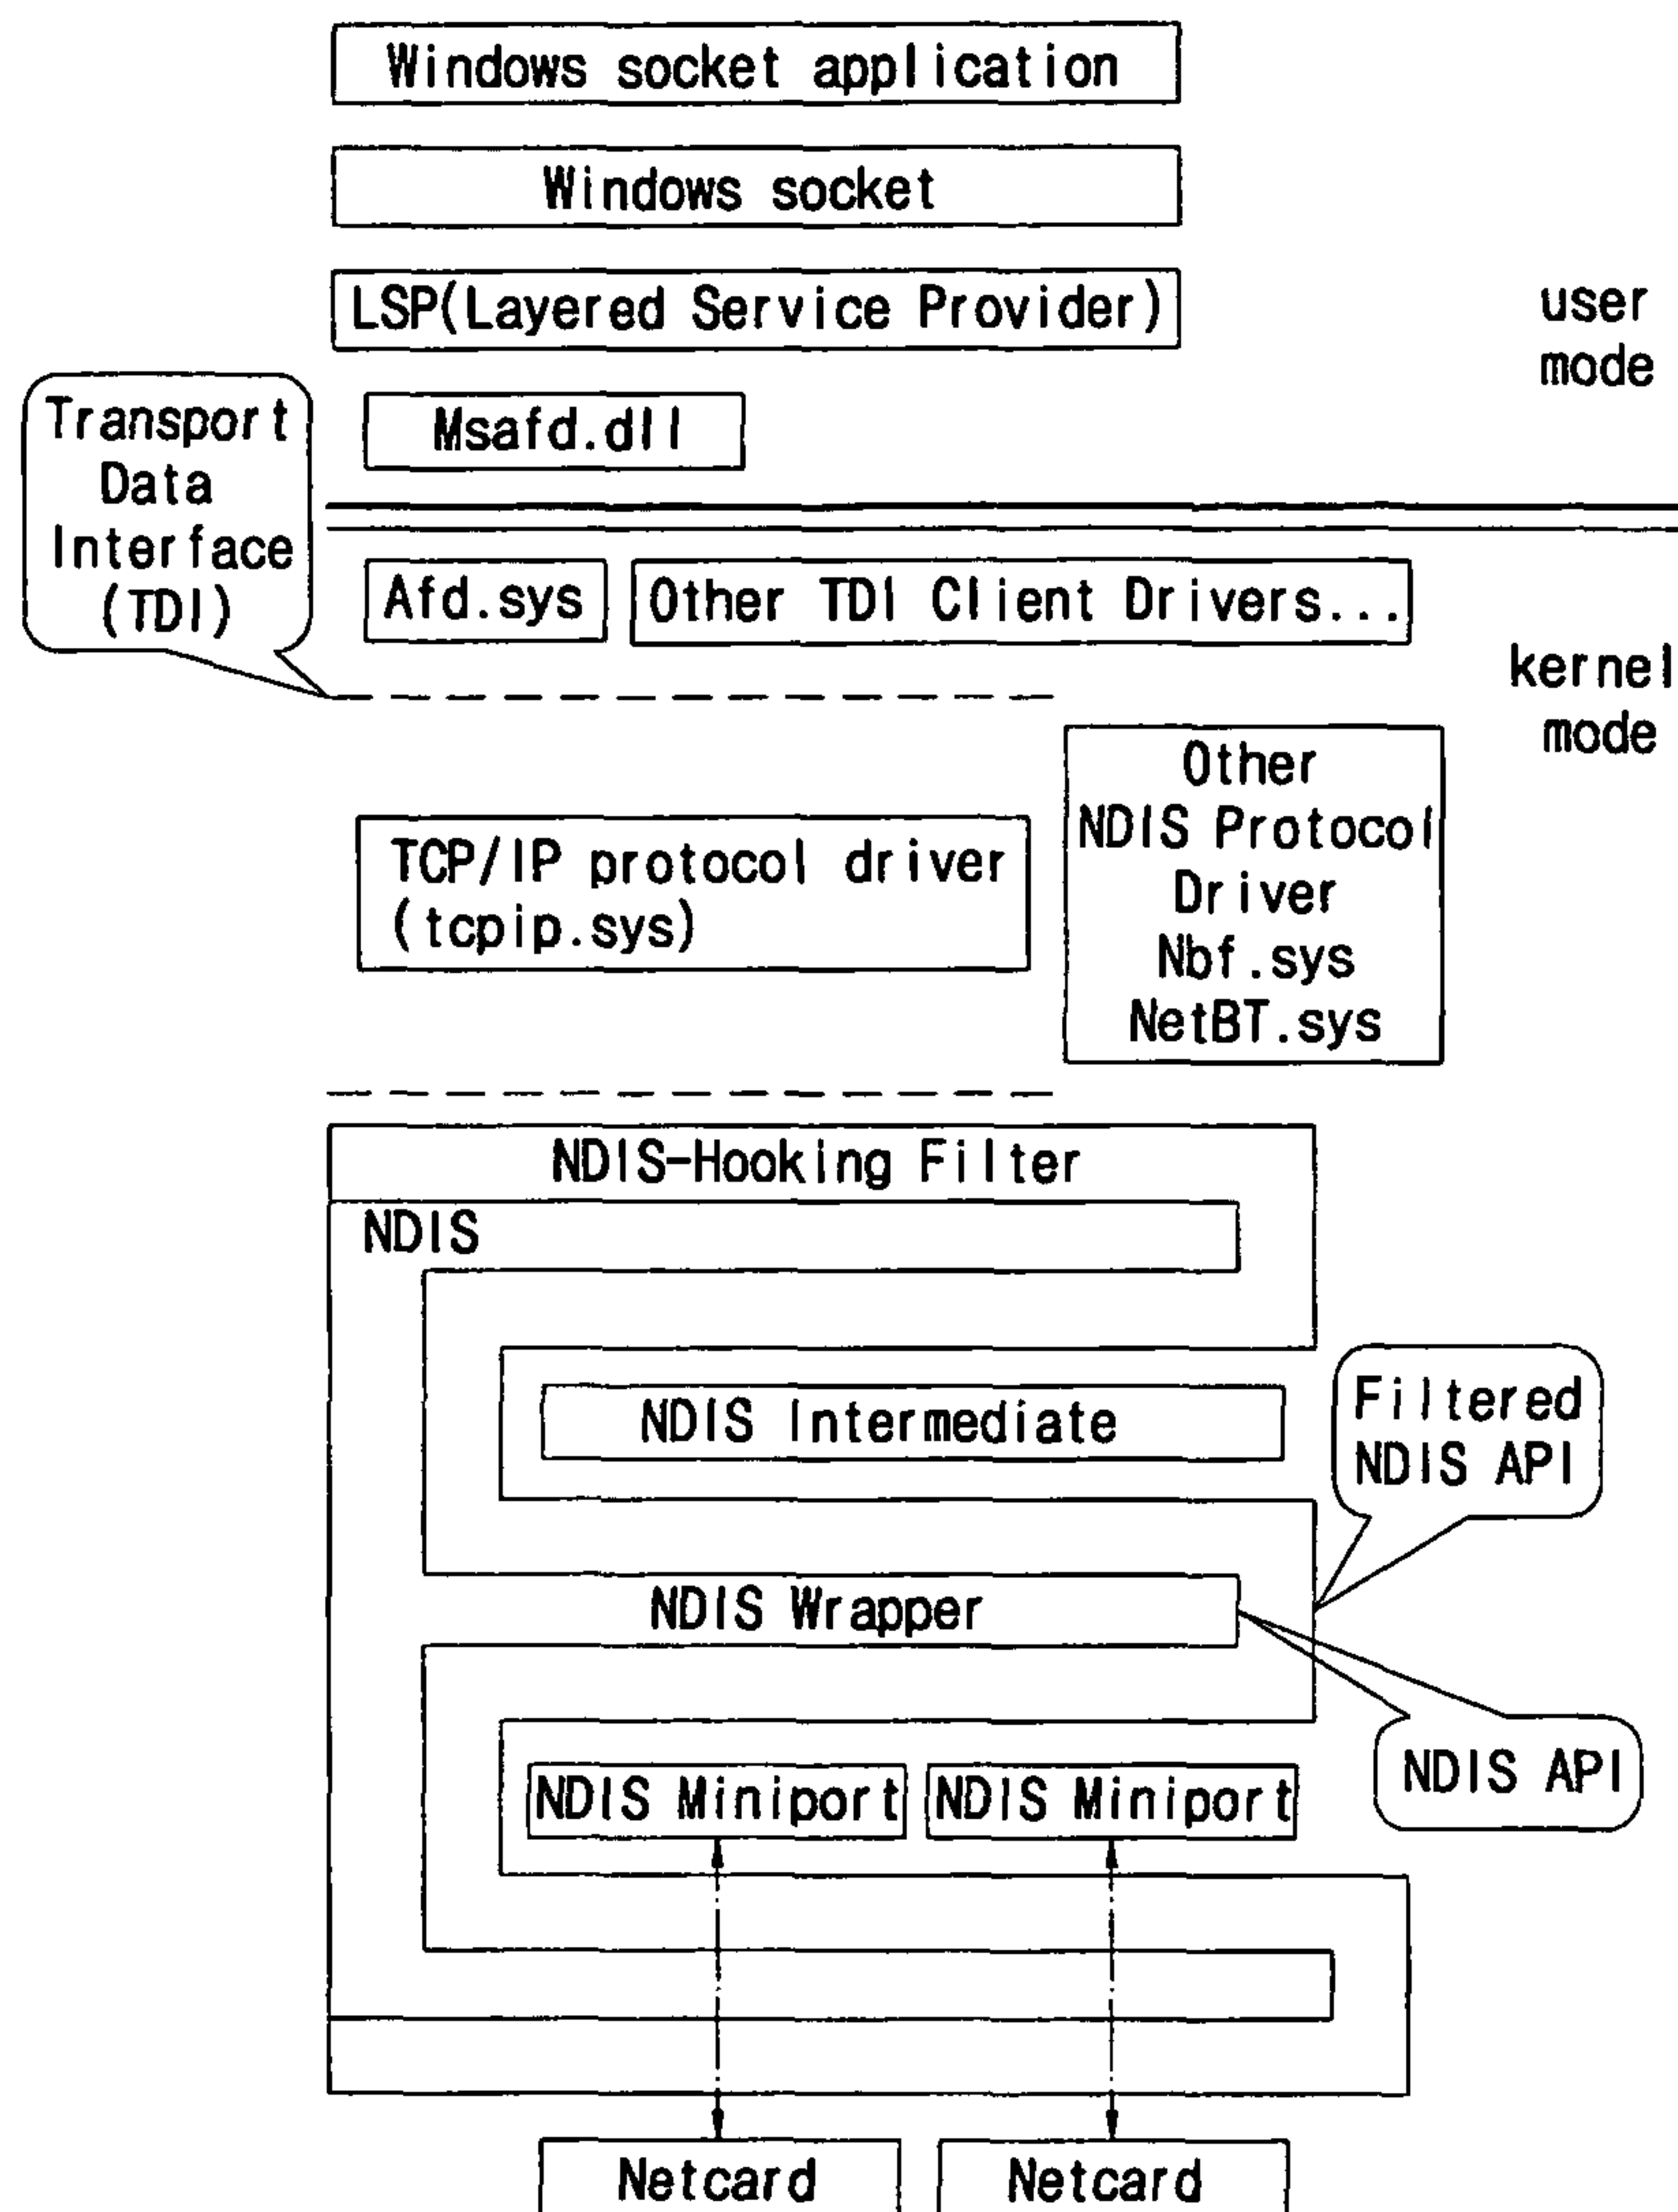 Windows socket application
Windows socket
LSP(Layered Service Provider)
user
mode
Transport
Data
Interface
(TDI)
Msafd.dll
Afd.sys
Other TDI Client Drivers...
kernel
mode
TCP/IP protocol driver
(tcpip.sys)
Other
NDIS Protocol
Driver
Nbf.sys
NetBT.sys
NDIS-Hooking Filter
NDIS
NDIS Intermediate
Filtered
NDIS API
NDIS Wrapper
NDIS API
NDIS Miniport
NDIS Miniport
Netcard
Netcard